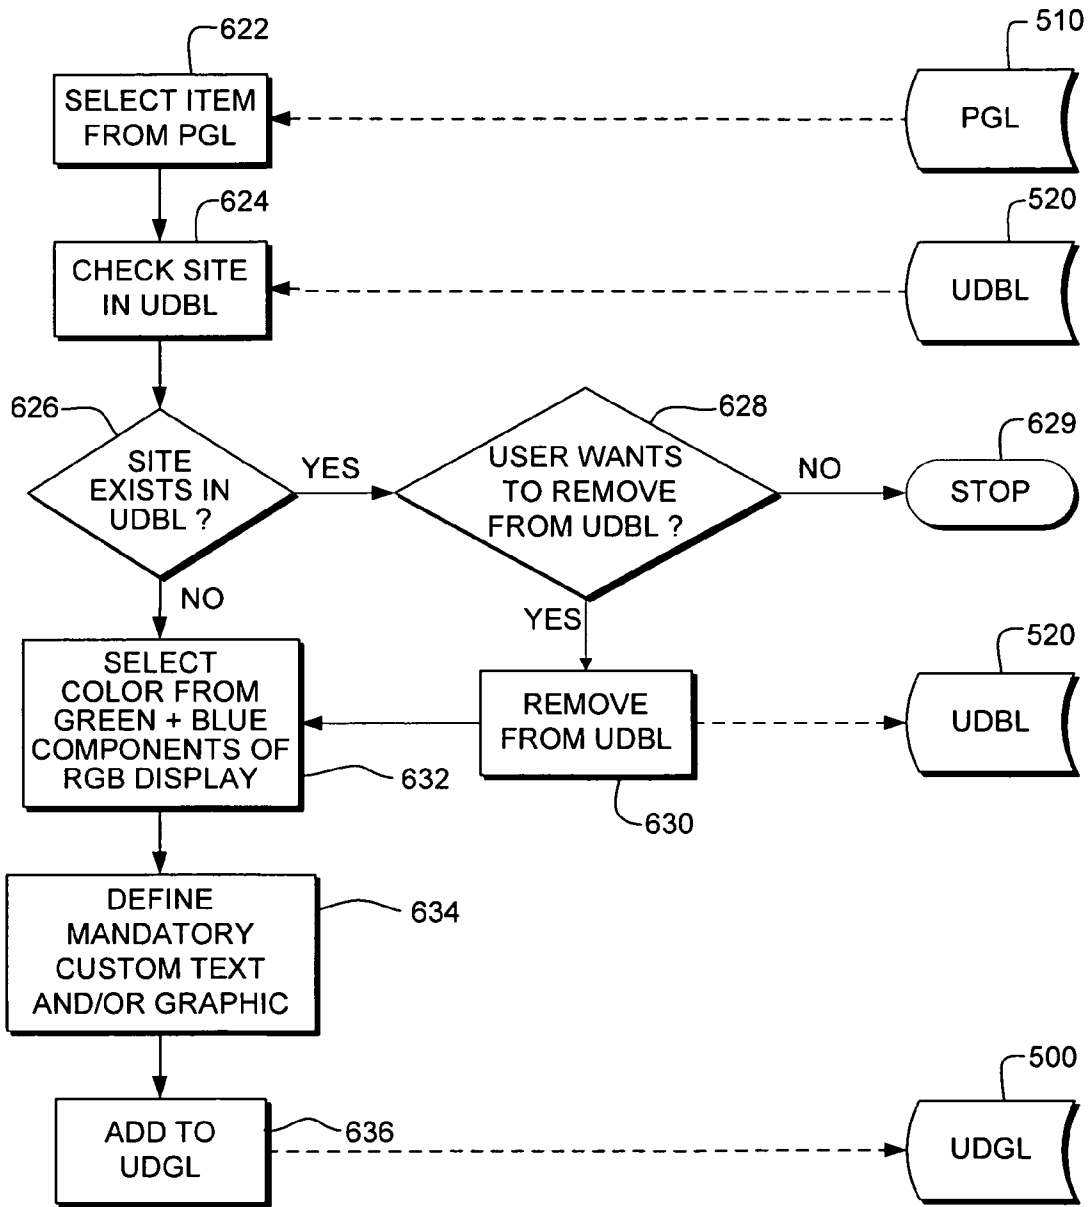 622
510
SELECT ITEM
FROM PGL
PGL
624
520
CHECK SITE
IN UDBL
UDBL
626
628
629
SITE
EXISTS IN
UDBL ?
YES
USER WANTS
TO REMOVE
FROM UDBL ?
NO
STOP
NO
YES
520
SELECT
COLOR FROM
GREEN + BLUE
COMPONENTS OF
RGB DISPLAY
632
REMOVE
FROM UDBL
UDBL
630
DEFINE
MANDATORY
CUSTOM TEXT
AND/OR GRAPHIC
634
500
ADD TO
UDGL
636
UDGL